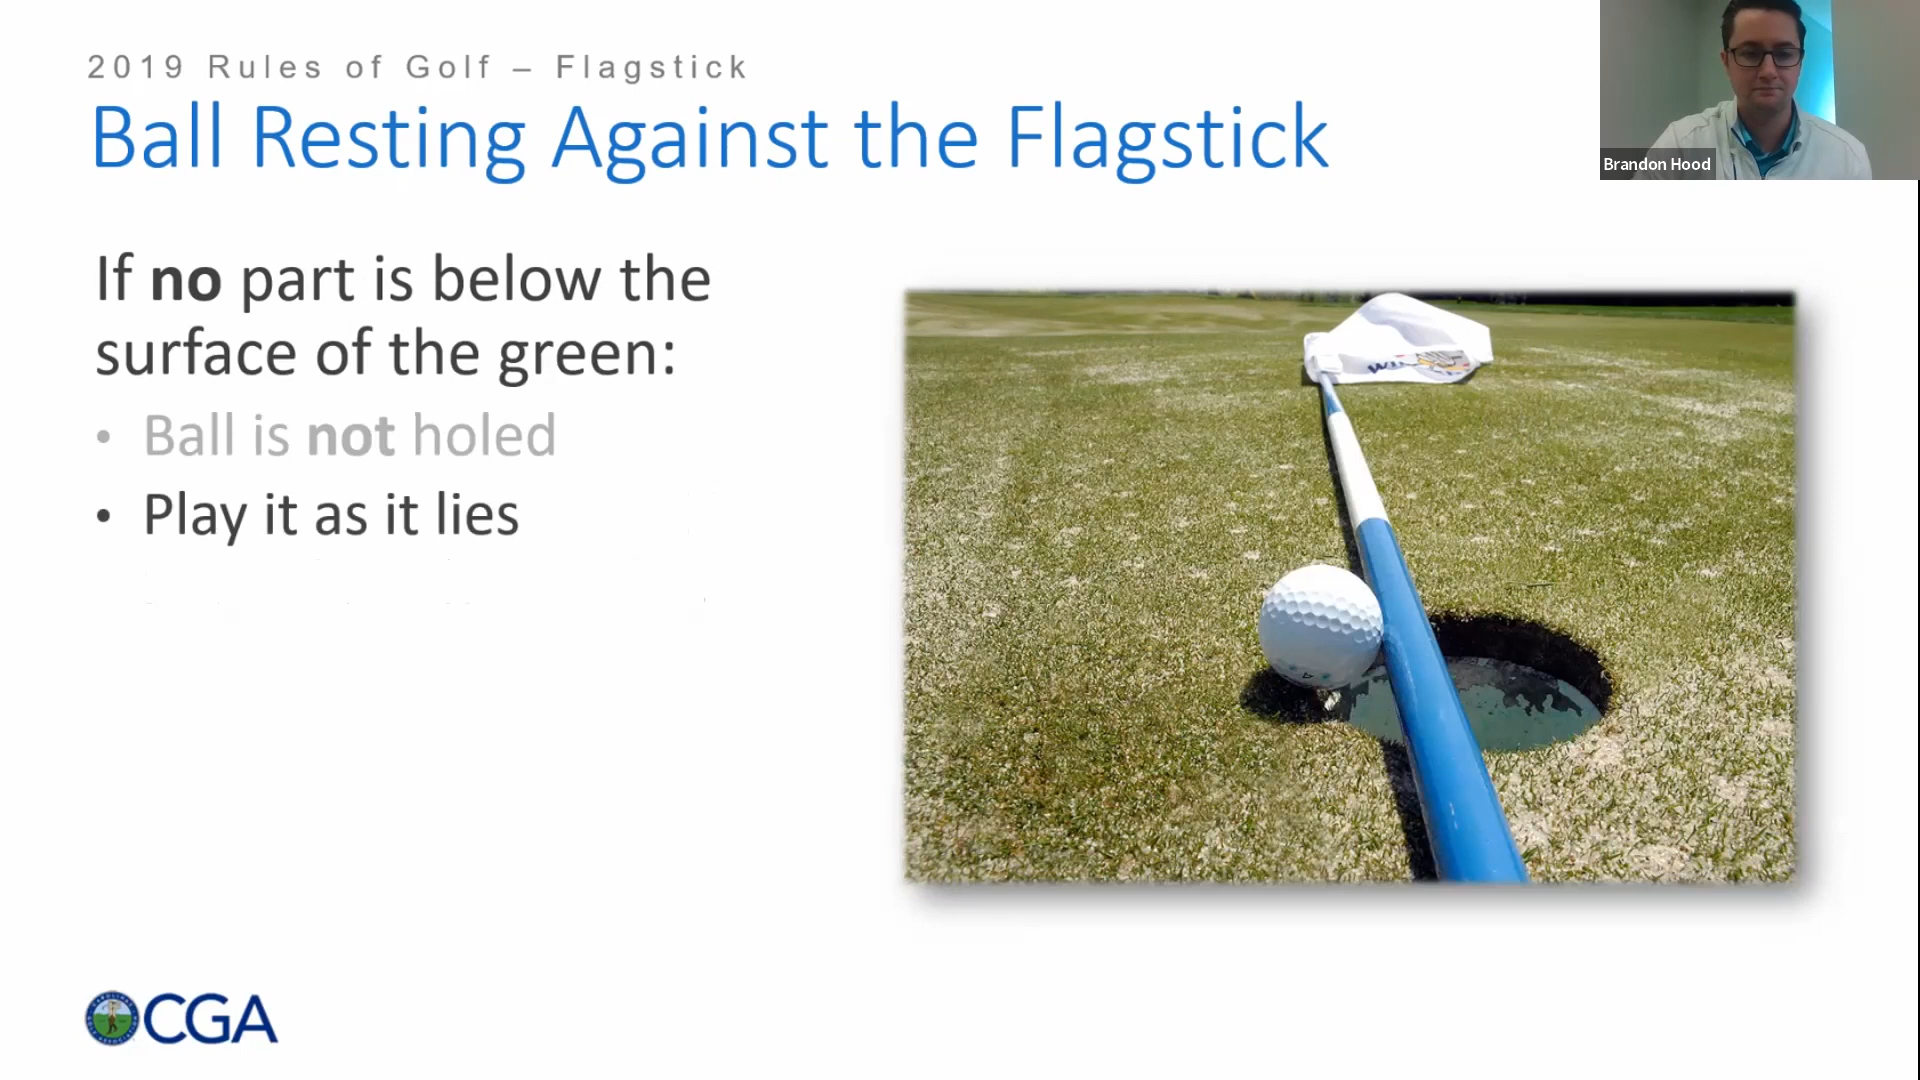 2019 Rules of Golf – Flagstick
Ball Resting Against the Flagstick
Brandon Hood
If no part is below the
surface of the green:
• Ball is not holed
• Play it as it lies
CGA